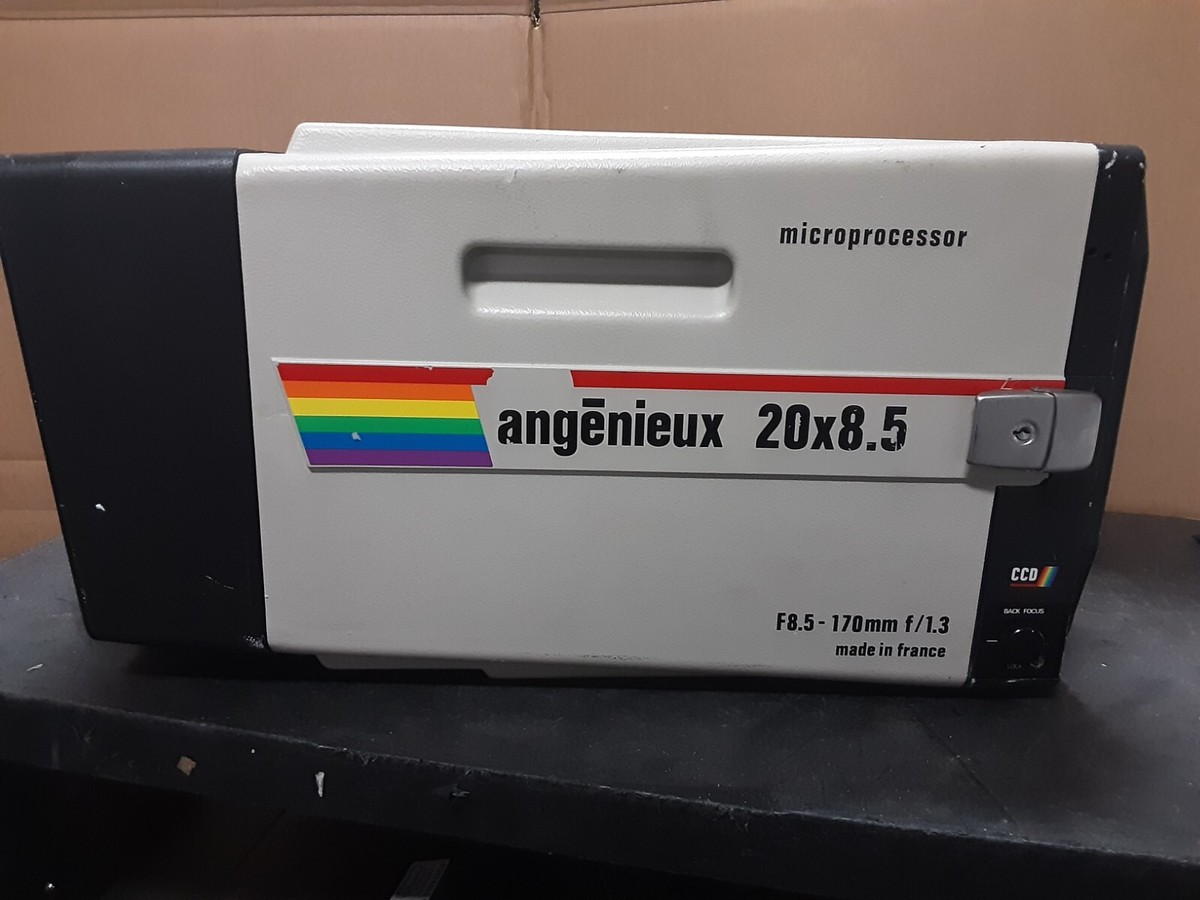 microprocessor
angēnieux 20x8.5
CCD
BACK FOCUS
F8.5 - 170mm f/1.3
made in france